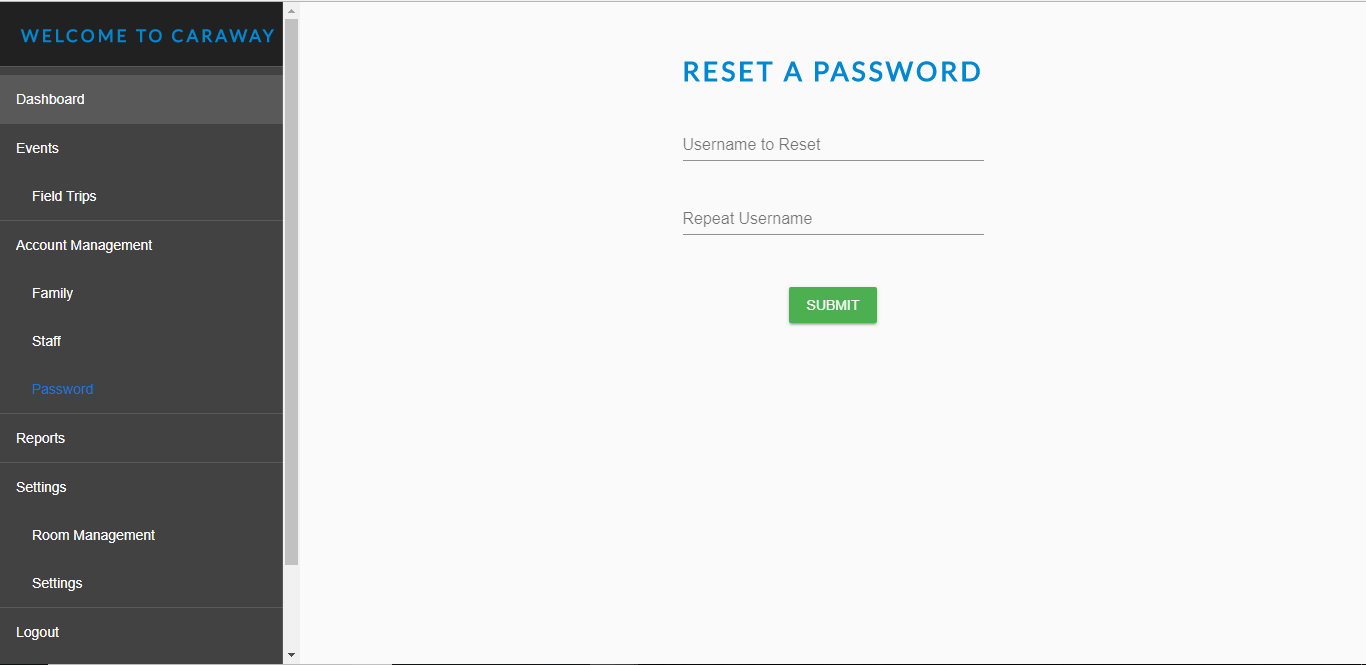 WELCOME TO CARAWAY
Dashboard
Events
Field Trips
Account Management
Family
Staff
Password
Reports
Settings
Room Management
Settings
Logout
RESET A PASSWORD
Username to Reset
Repeat Username
SUBMIT